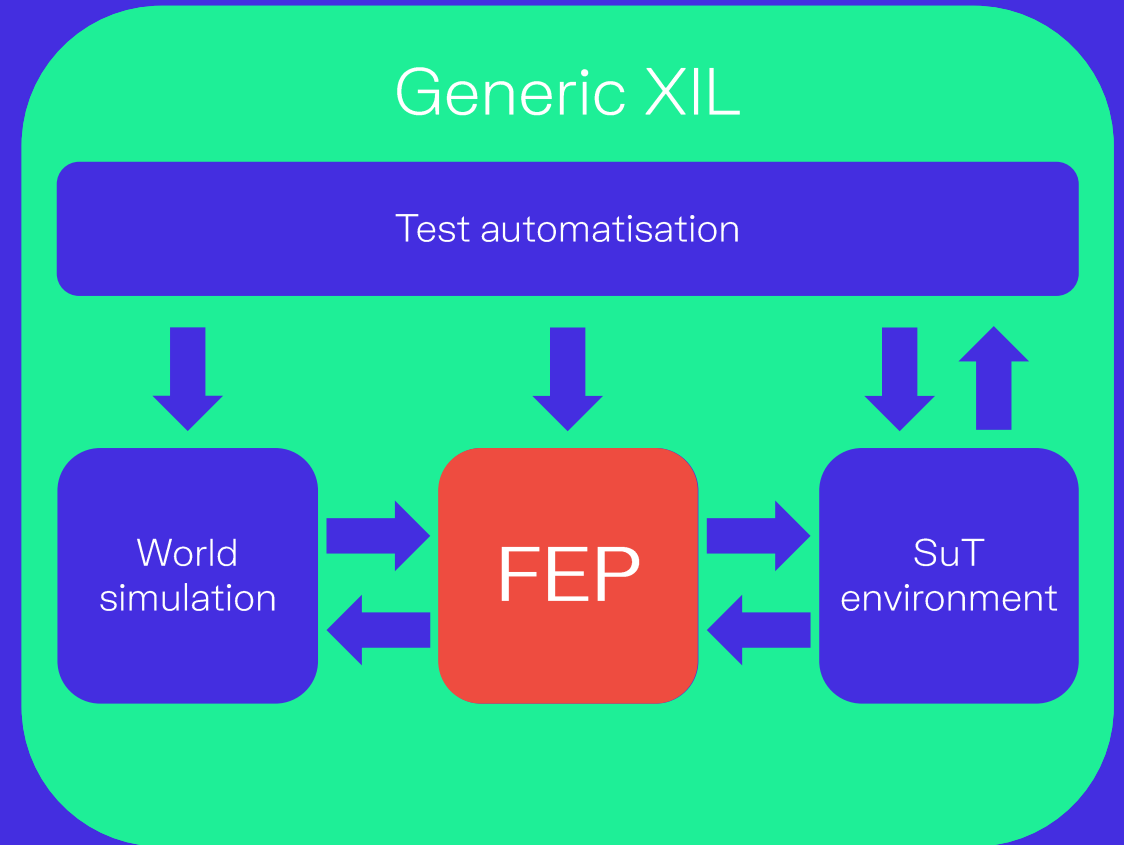 Generic XIL
Test automatisation
World
simulation
FEP
SuT
environment